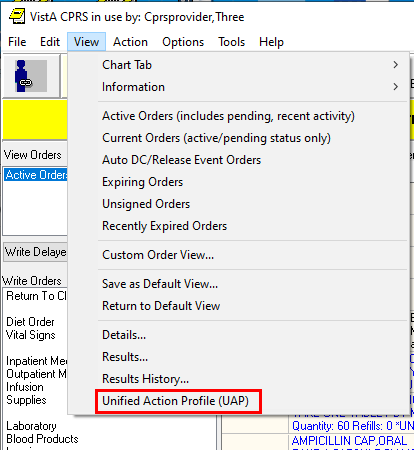 VistA CPRS in use by: Cprsprovider,Three
File Edit View Action Options Tools Help
Chart Tab
Information
Active Orders (includes pending, recent activity)
Current Orders (active/pending status only)
Auto DC/Release Event Orders
Expiring Orders
Unsigned Orders
Recently Expired Orders
Custom Order View...
Save as Default View...
Return to Default View
Details...
Results...
Results History...
Unified Action Profile (UAP)
View Orders
Active Orders
Write Delaye
Write Orders
Return To Cl
Diet Order
Vital Signs
Inpatient Me
Outpatient M
Infusion
Supplies
Laboratory
Blood Products
Quantity: 60 Refills: 0 *UN
AMPICILLIN CAP,ORAL